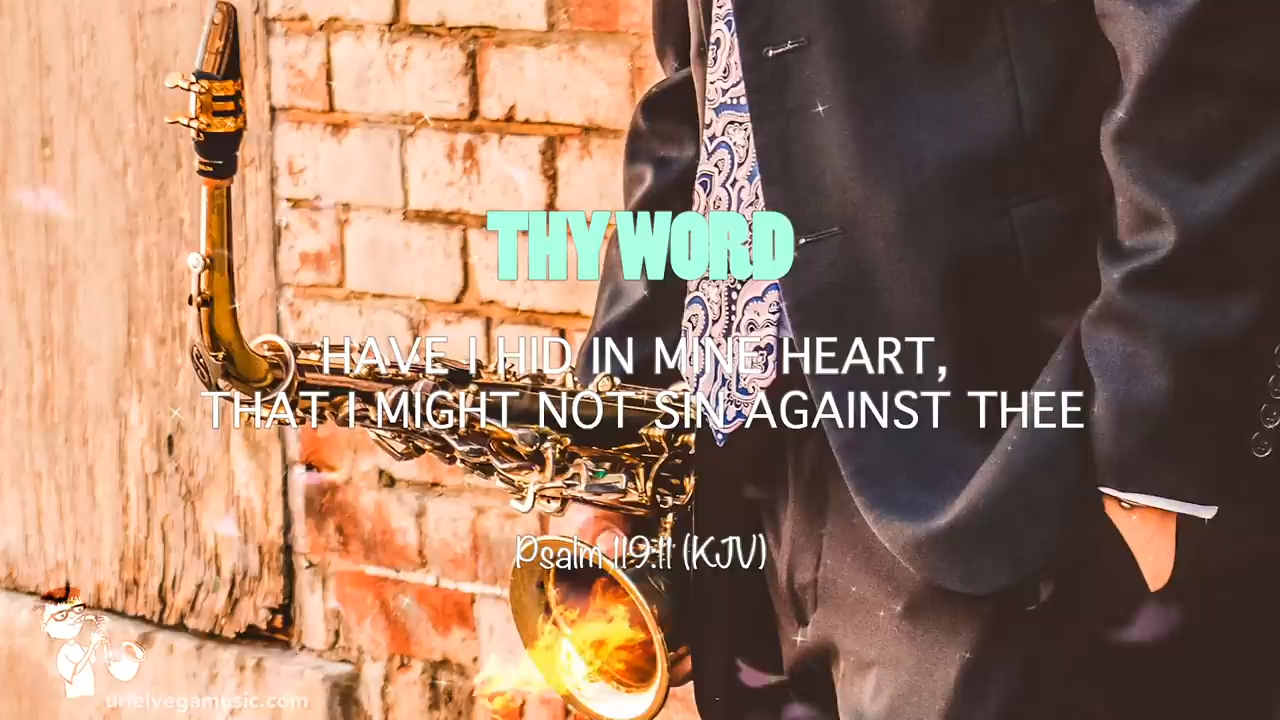 THY WORD
HAVE I HID IN MINE HEART,
THAT I MIGHT NOT SIN AGAINST THEE
Psalm 119:11 (KJV)
urielvegamusic.com